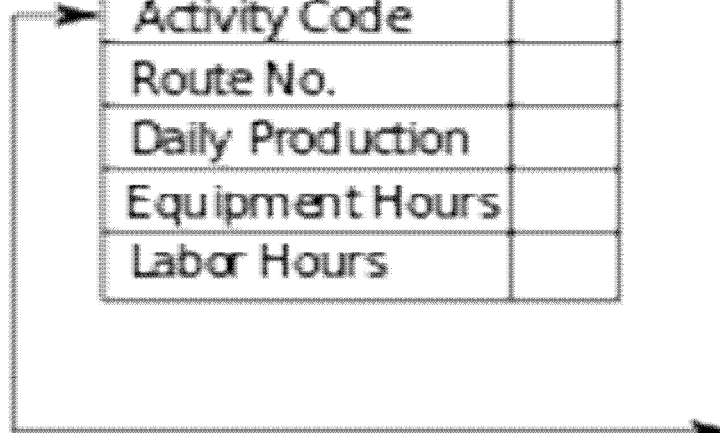 Activity Code
Route No.
Daily Production
Equipment Hours
Labor Hours